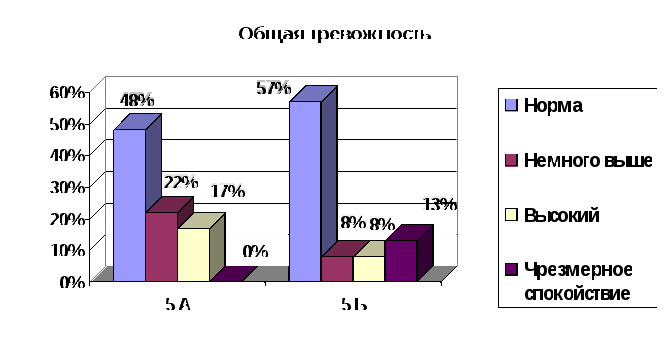 Общая тревожность
60%
50%
40%
30%
20%
10%
0%
48%
22%
17%
0%
57%
8%
8%
13%
5 А
5 Б
Норма
Немного выше
Высокий
Чрезмерное
спокойствие